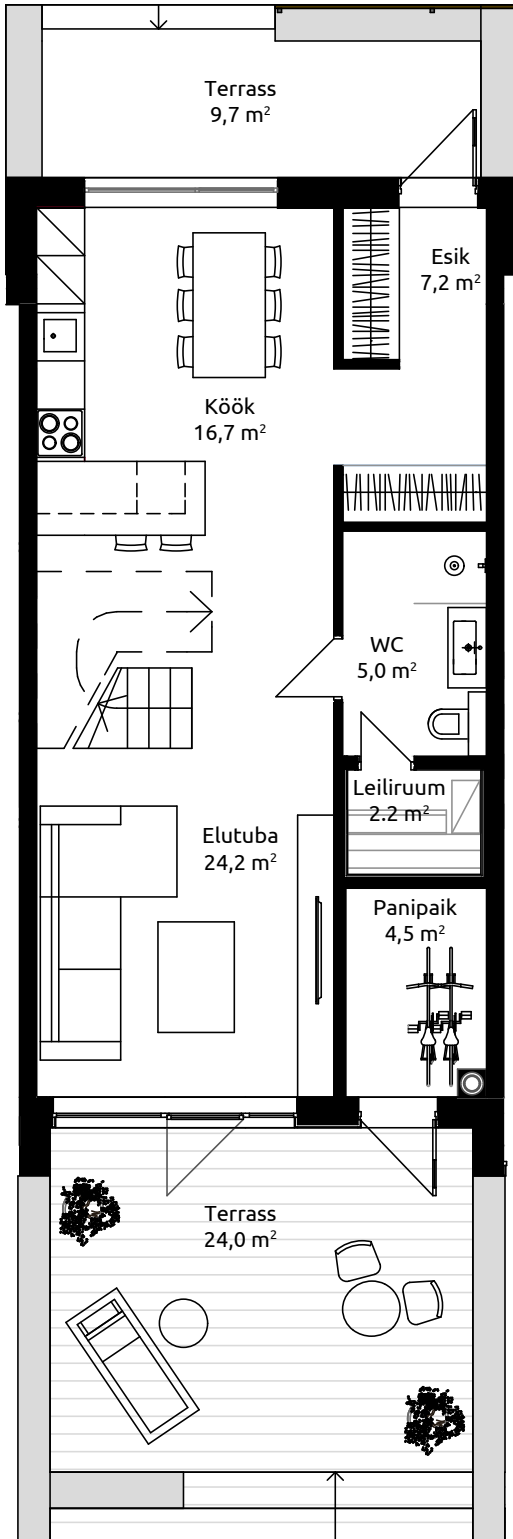 Terrass
9,7 m²
Esik
7,2 m²
Köök
16,7 m²
WC
5,0 m²
Leiliruum
2.2 m²
Elutuba
24,2 m²
Panipaik
4,5 m²
Terrass
24,0 m²